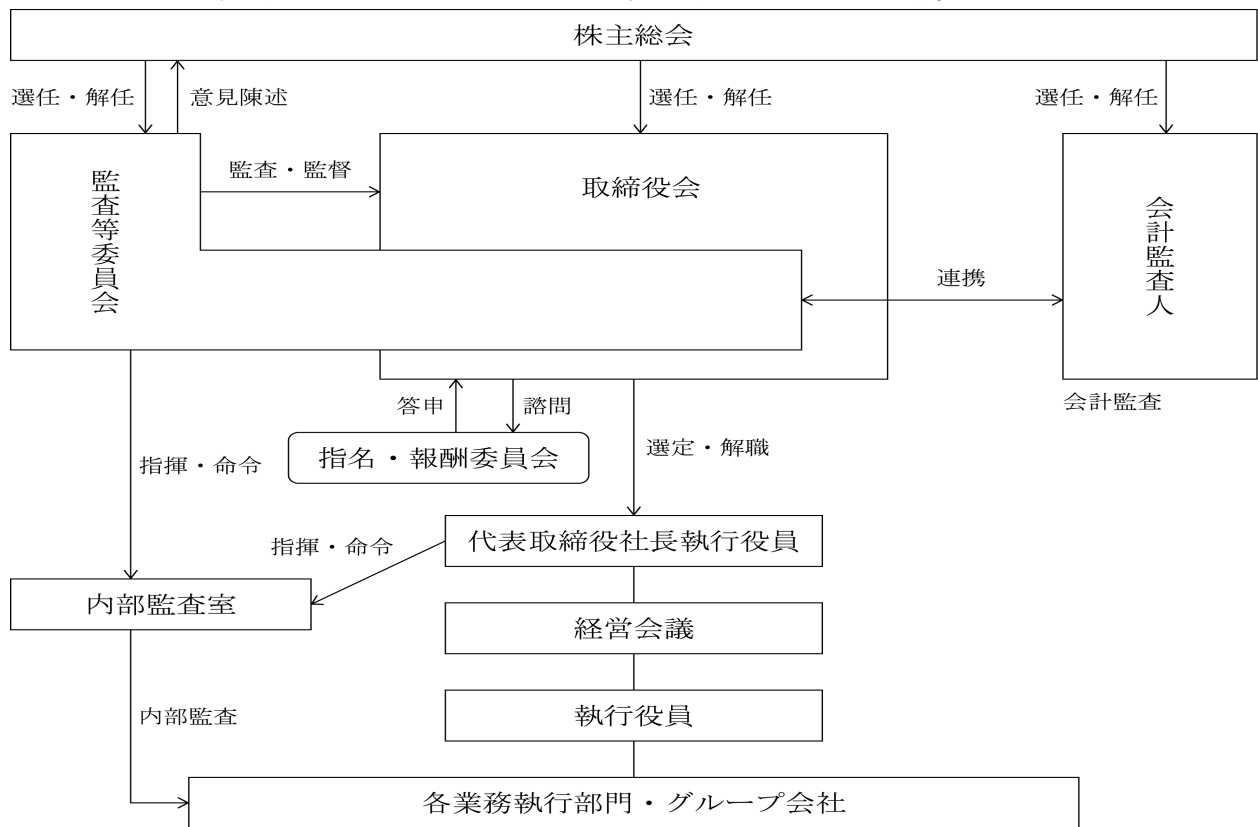 株主総会
選任・解任
意見陳述
選任・解任
選任・解任
監査等委員会
監査・監督
取締役会
会計監査人
連携
会計監査
答申
諮問
指名・報酬委員会
選定・解職
指揮・命令
代表取締役社長執行役員
指揮・命令
内部監査室
経営会議
執行役員
内部監査
各業務執行部門・グループ会社